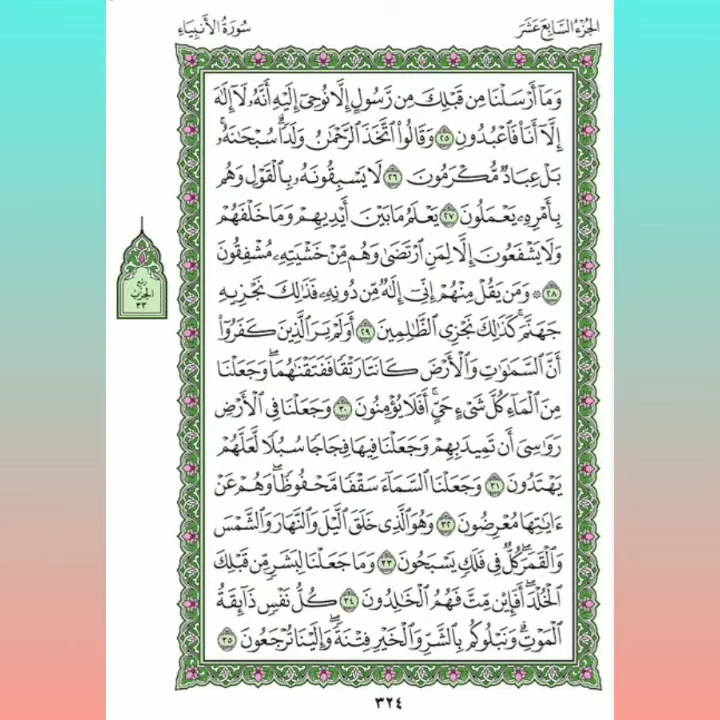 الجزء السابع عشر
سورة الأنبياء
وَمَآ أَرْسَلْنَا مِن قَبْلِكَ مِن رَّسُولٍ إِلَّا نُوحِىٓ إِلَيْهِ أَنَّهُۥ لَآ إِلَٰهَ
إِلَّآ أَنَا۠ فَٱعْبُدُونِ ٢٥ وَقَالُوا۟ ٱتَّخَذَ ٱلرَّحْمَٰنُ وَلَدًا ۗ سُبْحَٰنَهُۥ ۚ
بَلْ عِبَادٌ مُّكْرَمُونَ ٢٦ لَا يَسْبِقُونَهُۥ بِٱلْقَوْلِ وَهُم
بِأَمْرِهِۦ يَعْمَلُونَ ٢٧ يَعْلَمُ مَا بَيْنَ أَيْدِيهِمْ وَمَا خَلْفَهُمْ
وَلَا يَشْفَعُونَ إِلَّا لِمَنِ ٱرْتَضَىٰ وَهُم مِّنْ خَشْيَتِهِۦ مُشْفِقُونَ
٢٨ ۞ وَمَن يَقُلْ مِنْهُمْ إِنِّىٓ إِلَٰهٌ مِّن دُونِهِۦ فَذَٰلِكَ نَجْزِيهِ
جَهَنَّمَ ۚ كَذَٰلِكَ نَجْزِى ٱلظَّٰلِمِينَ ٢٩ أَوَلَمْ يَرَ ٱلَّذِينَ كَفَرُوٓا۟
أَنَّ ٱلسَّمَٰوَٰتِ وَٱلْأَرْضَ كَانَتَا رَتْقًا فَفَتَقْنَٰهُمَا ۖ وَجَعَلْنَا
مِنَ ٱلْمَآءِ كُلَّ شَىْءٍ حَىٍّ ۖ أَفَلَا يُؤْمِنُونَ ٣٠ وَجَعَلْنَا فِى ٱلْأَرْضِ
رَوَٰسِىَ أَن تَمِيدَ بِهِمْ وَجَعَلْنَا فِيهَا فِجَاجًا سُبُلًا لَّعَلَّهُمْ
يَهْتَدُونَ ٣١ وَجَعَلْنَا ٱلسَّمَآءَ سَقْفًا مَّحْفُوظًا ۖ وَهُمْ عَنْ
ءَايَٰتِهَا مُعْرِضُونَ ٣٢ وَهُوَ ٱلَّذِى خَلَقَ ٱلَّيْلَ وَٱلنَّهَارَ وَٱلشَّمْسَ
وَٱلْقَمَرَ ۖ كُلٌّ فِى فَلَكٍ يَسْبَحُونَ ٣٣ وَمَا جَعَلْنَا لِبَشَرٍ مِّن قَبْلِكَ
ٱلْخُلْدَ ۖ أَفَإِي۟ن مِّتَّ فَهُمُ ٱلْخَٰلِدُونَ ٣٤ كُلُّ نَفْسٍ ذَآئِقَةُ
ٱلْمَوْتِ ۗ وَنَبْلُوكُم بِٱلشَّرِّ وَٱلْخَيْرِ فِتْنَةً ۖ وَإِلَيْنَا تُرْجَعُونَ ٣٥
ربع
الحزب
٣٣
٣٢٤